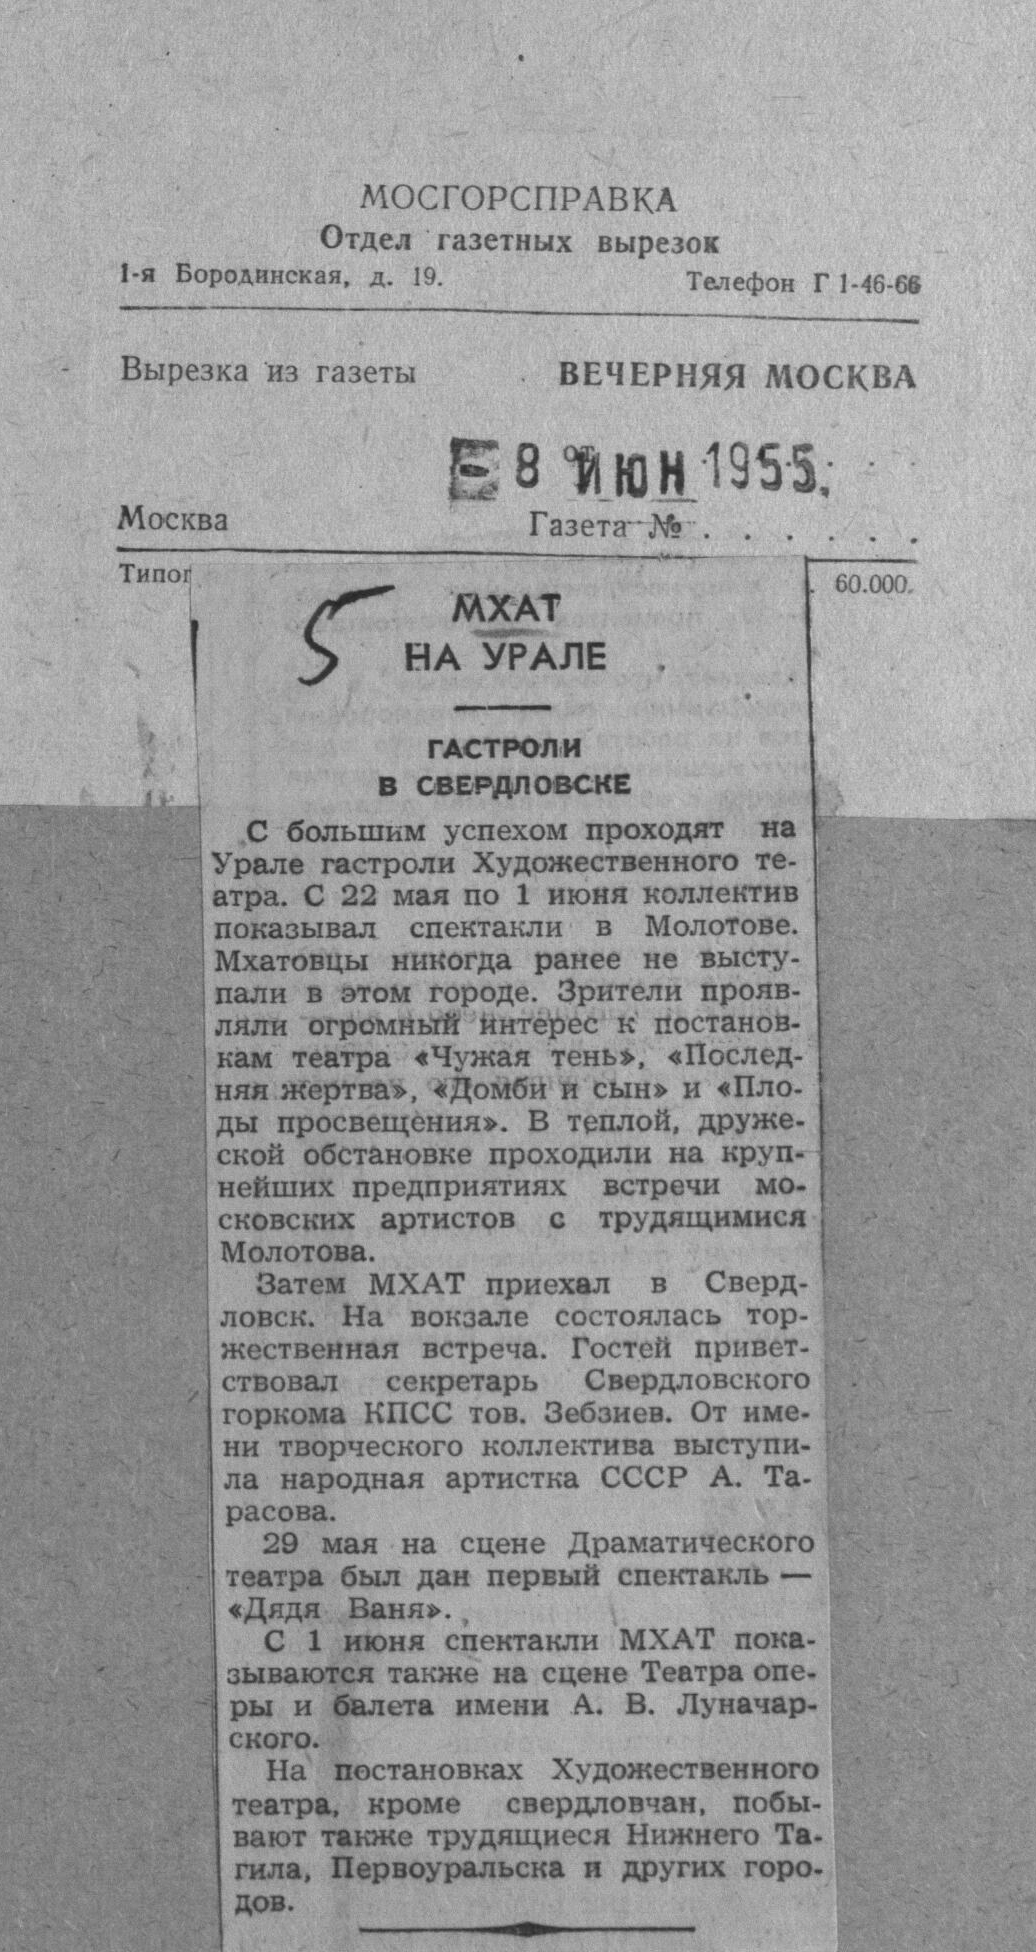 МОСГОРСПРАВКА
Отдел газетных вырезок
1-я Бородинская, д. 19. Телефон Г 1-46-66
Вырезка из газеты ВЕЧЕРНЯЯ МОСКВА
от
- 8 ИЮН 1955
Москва Газета № . . . . . .
Типог 60.000.
5
МХАТ
НА УРАЛЕ
ГАСТРОЛИ
В СВЕРДЛОВСКЕ
С большим успехом проходят на
Урале гастроли Художественного те-
атра. С 22 мая по 1 июня коллектив
показывал спектакли в Молотове.
Мхатовцы никогда ранее не высту-
пали в этом городе. Зрители прояв-
ляли огромный интерес к постанов-
кам театра «Чужая тень», «Послед-
няя жертва», «Домби и сын» и «Пло-
ды просвещения». В теплой, друже-
ской обстановке проходили на круп-
нейших предприятиях встречи мо-
сковских артистов с трудящимися
Молотова.
Затем МХАТ приехал в Сверд-
ловск. На вокзале состоялась тор-
жественная встреча. Гостей привет-
ствовал секретарь Свердловского
горкома КПСС тов. Зебзиев. От име-
ни творческого коллектива выступи-
ла народная артистка СССР А. Та-
расова.
29 мая на сцене Драматического
театра был дан первый спектакль —
«Дядя Ваня».
С 1 июня спектакли МХАТ пока-
зываются также на сцене Театра опе-
ры и балета имени А. В. Луначар-
ского.
На постановках Художественного
театра, кроме свердловчан, побы-
вают также трудящиеся Нижнего Та-
гила, Первоуральска и других горо-
дов.